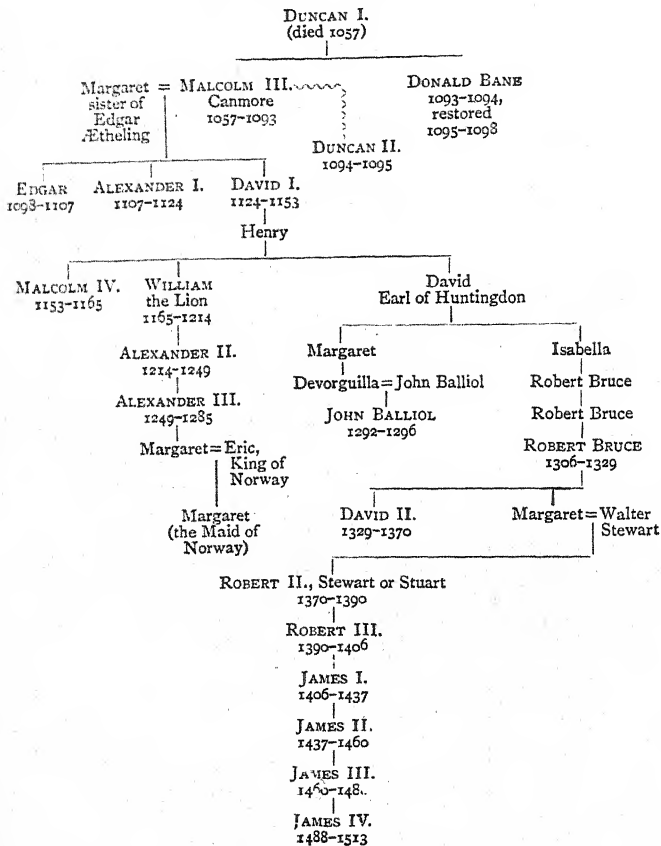 DUNCAN I.
(died 1057)
Margaret = MALCOLM III.
sister of
Edgar
Ætheling
Canmore
1057-1093
DONALD BANE
1093-1094,
restored
1095-1098
DUNCAN II.
1094-1095
EDGAR
1098-1107
ALEXANDER I.
1107-1124
DAVID I.
1124-1153
Henry
MALCOLM IV.
1153-1165
WILLIAM
the Lion
1165-1214
David
Earl of Huntingdon
ALEXANDER II.
1214-1249
Margaret
Isabella
Devorguilla=John Balliol
Robert Bruce
ALEXANDER III.
1249-1285
JOHN BALLIOL
1292-1296
Robert Bruce
Margaret=Eric,
King of
Norway
ROBERT BRUCE
1306-1329
Margaret
(the Maid of
Norway)
DAVID II.
1329-1370
Margaret=Walter
Stewart
ROBERT II., Stewart or Stuart
1370-1390
ROBERT III.
1390-1406
JAMES I.
1406-1437
JAMES II.
1437-1460
JAMES III.
1460-148
JAMES IV.
1488-1513